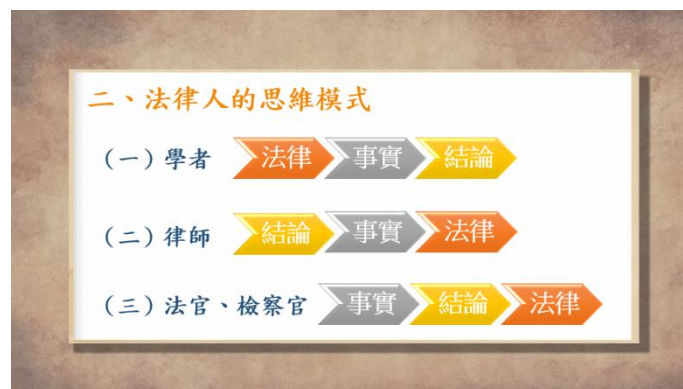 二、法律人的思維模式
（一）學者 法律 事實 結論
（二）律師 結論 事實 法律
（三）法官、檢察官 事實 結論 法律